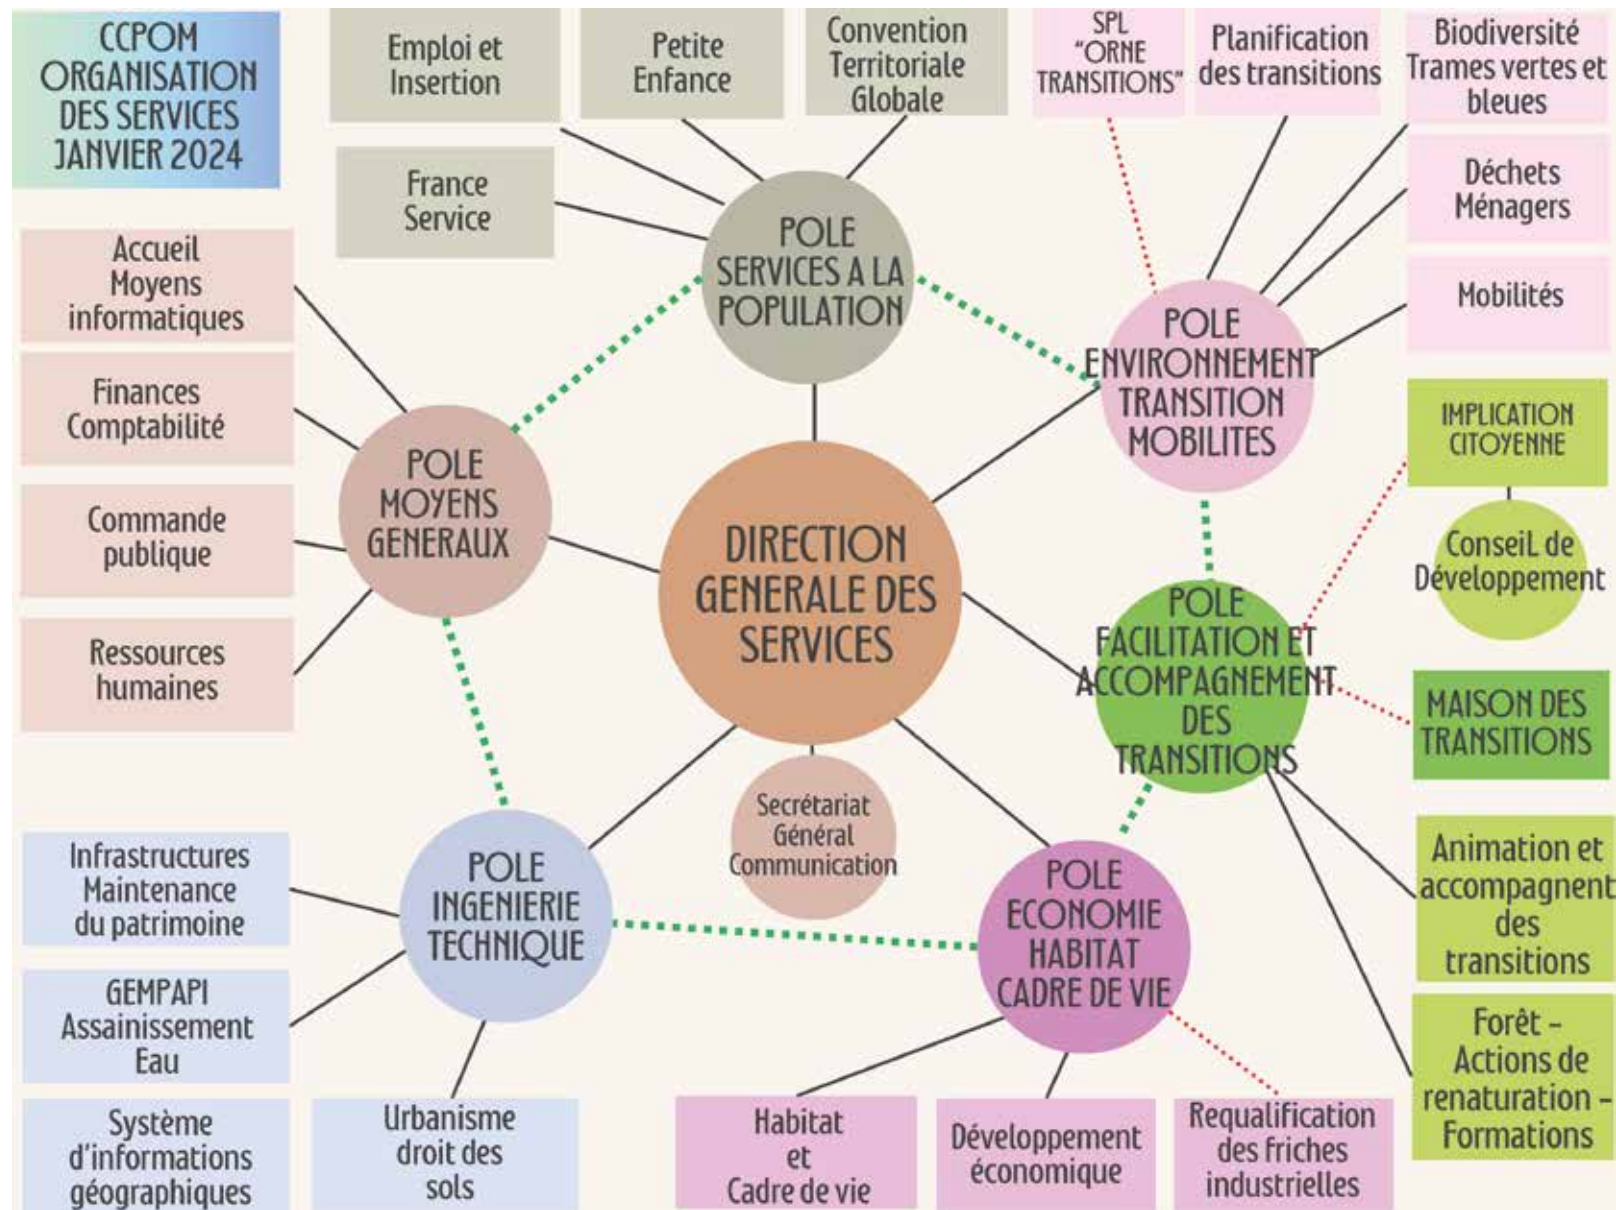 CCPOM
ORGANISATION
DES SERVICES
JANVIER 2024
Emploi et
Insertion
Petite
Enfance
Convention
Territoriale
Globale
SPL
"ORNE
TRANSITIONS"
Planification
des transitions
Biodiversité
Trames vertes et
bleues
France
Service
Déchets
Ménagers
Mobilités
Accueil
Moyens
informatiques
Finances
Comptabilité
Commande
publique
Ressources
humaines
POLE
SERVICES A LA
POPULATION
POLE
ENVIRONNEMENT
TRANSITION
MOBILITES
POLE
MOYENS
GENERAUX
DIRECTION
GENERALE DES
SERVICES
IMPLICATION
CITOYENNE
ConseiL de
Développement
POLE
FACILITATION ET
ACCOMPAGNEMENT
DES
TRANSITIONS
MAISON DES
TRANSITIONS
Secrétariat
Général
Communication
POLE
INGENIERIE
TECHNIQUE
POLE
ECONOMIE
HABITAT
CADRE DE VIE
Animation et
accompagnent
des
transitions
Forêt –
Actions de
renaturation –
Formations
Infrastructures
Maintenance
du patrimoine
GEMPAPI
Assainissement
Eau
Système
d'informations
géographiques
Urbanisme
droit des
sols
Habitat
et
Cadre de vie
Développement
économique
Requalification
des friches
industrielles